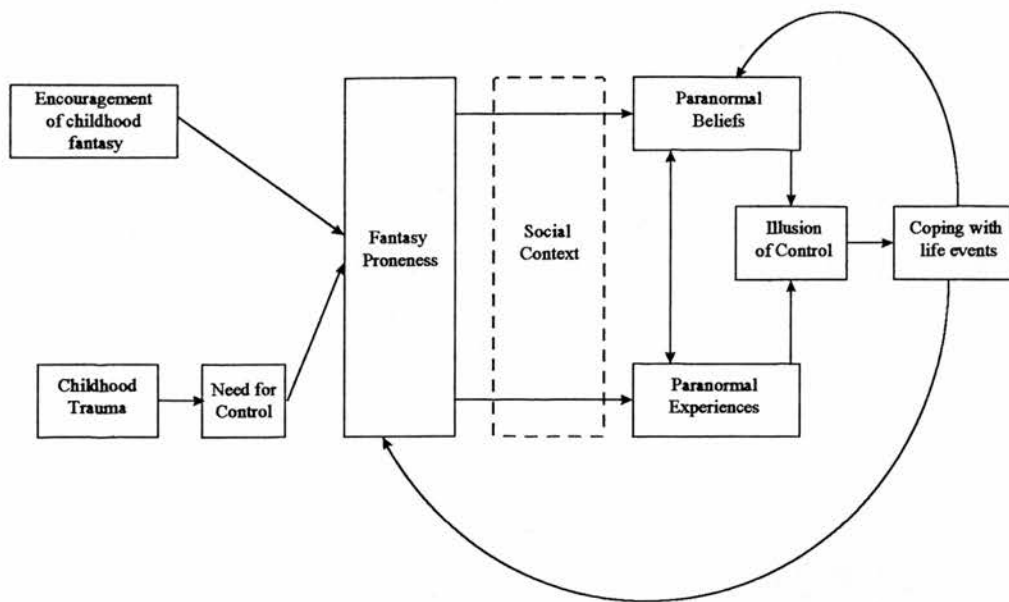 Encouragement
of childhood
fantasy
Childhood
Trauma
Need for
Control
Fantasy
Proneness
Social
Context
Paranormal
Beliefs
Paranormal
Experiences
Illusion
of Control
Coping with
life events